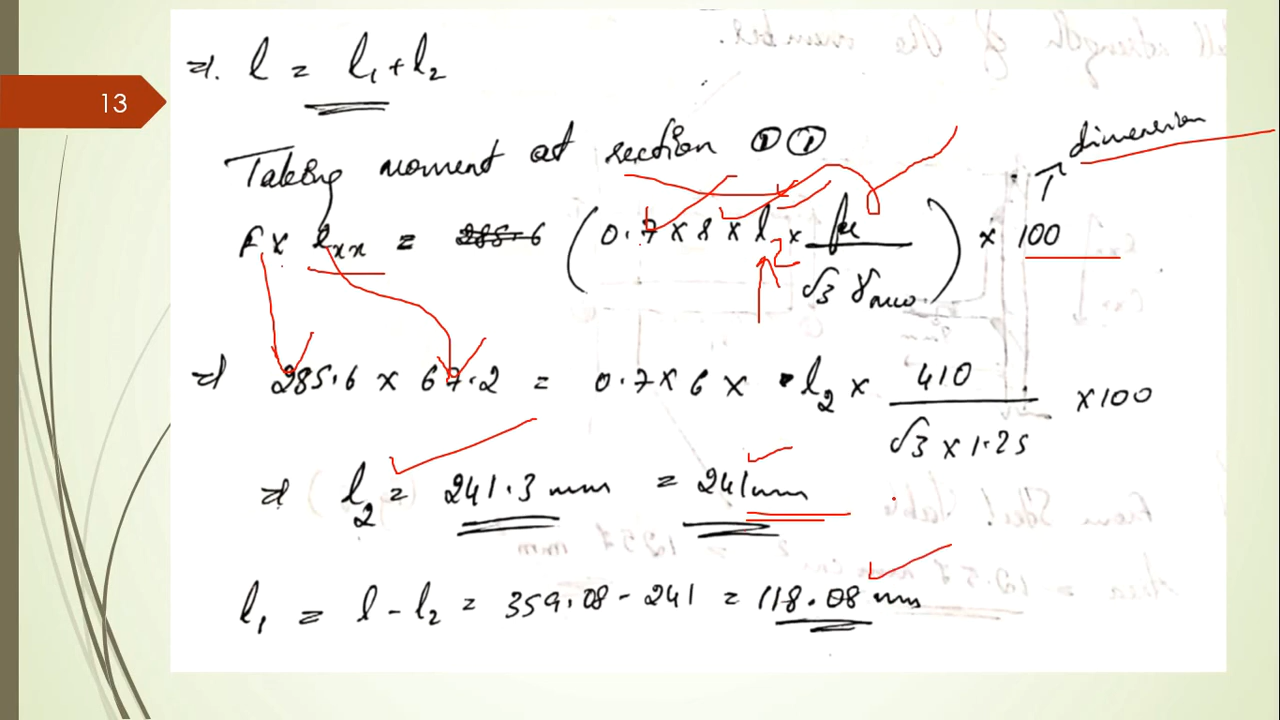 13
⇒ l = l₁ + l₂
Taking moment at section ① ①
F x lxx = 285.6 ( 0.7 x 8 x l₂ x fu / √3 γmw ) x 100
dimension
⇒ 285.6 x 67.2 = 0.7 x 6 x l₂ x 410 / √3 x 1.25 x 100
⇒ l₂ = 241.3 mm = 241 mm
l₁ = l - l₂ = 359.08 - 241 = 118.08 mm